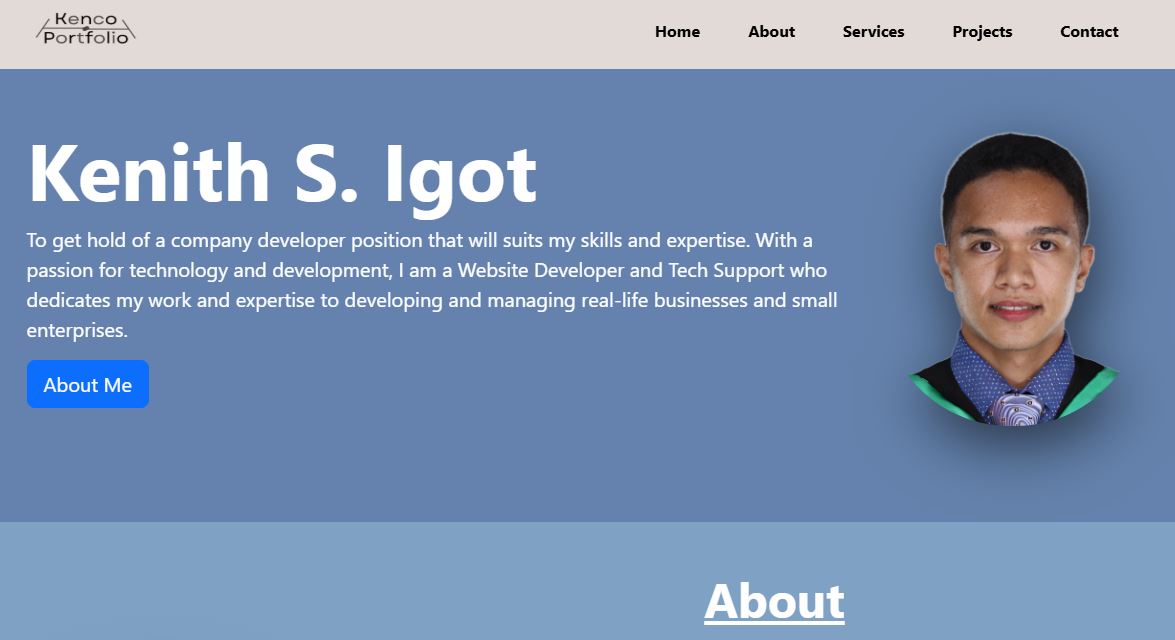 Kenco
Portfolio
Home About Services Projects Contact
Kenith S. Igot
To get hold of a company developer position that will suits my skills and expertise. With a
passion for technology and development, I am a Website Developer and Tech Support who
dedicates my work and expertise to developing and managing real-life businesses and small
enterprises.
About Me
About